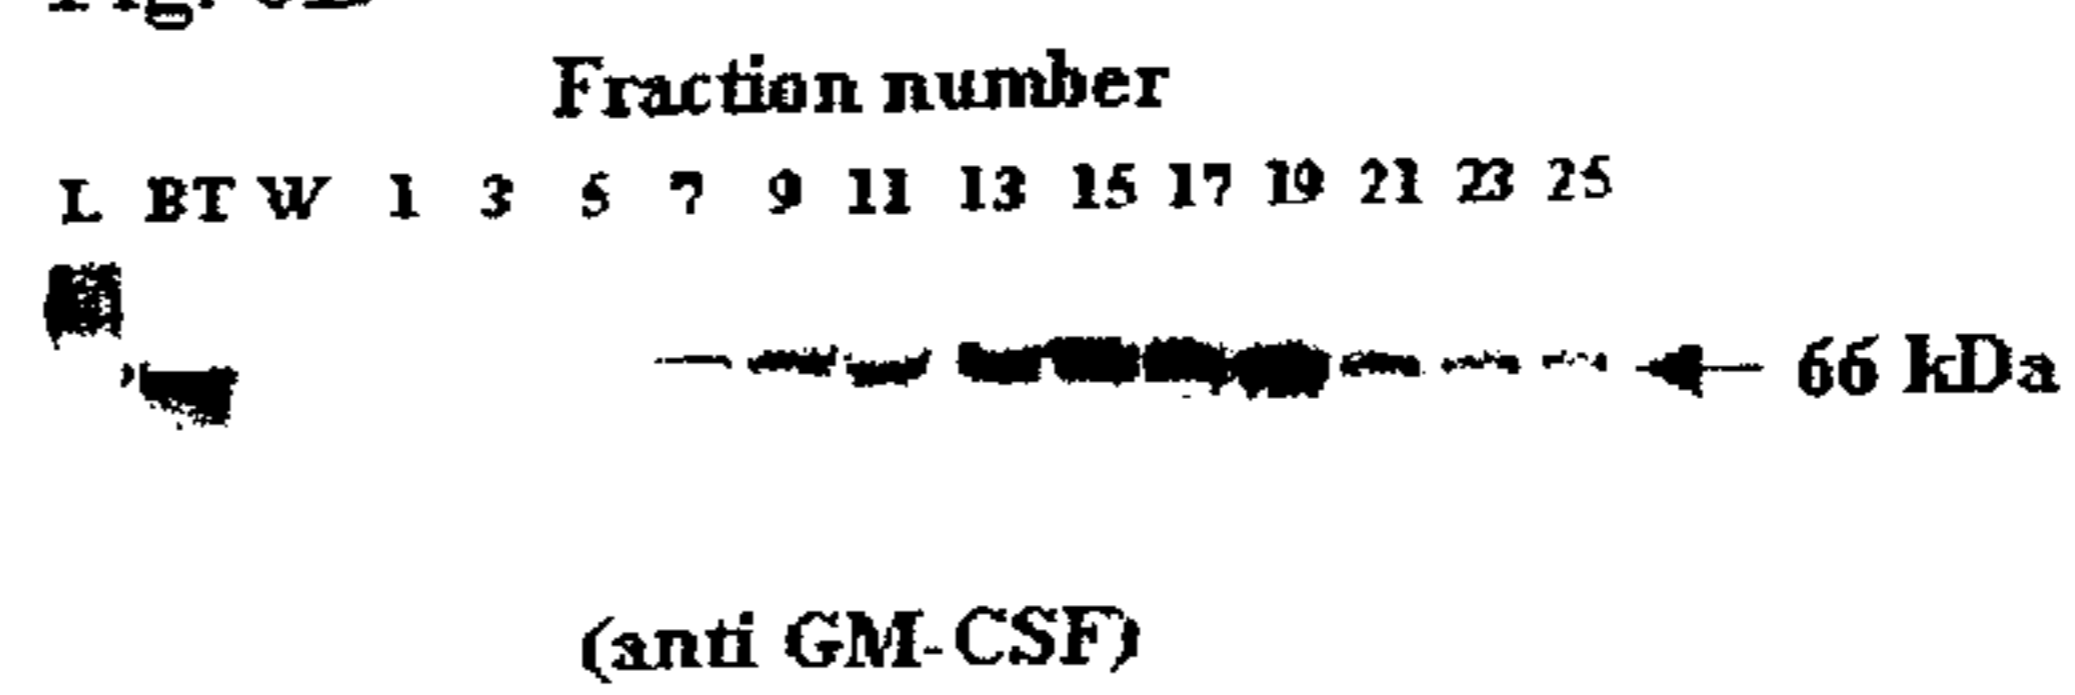 Fraction number
L BT W 1 3 5 7 9 11 13 15 17 19 21 23 25
66 kDa
(anti GM-CSF)